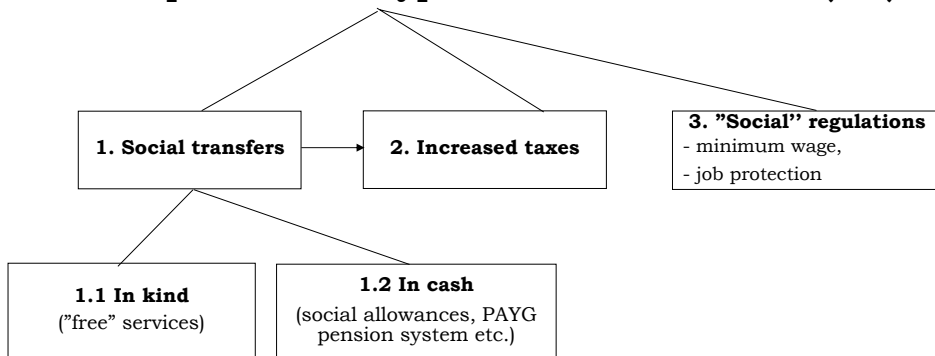 1. Social transfers
2. Increased taxes
3. ”Social’’ regulations
- minimum wage,
- job protection
1.1 In kind
(”free” services)
1.2 In cash
(social allowances, PAYG
pension system etc.)